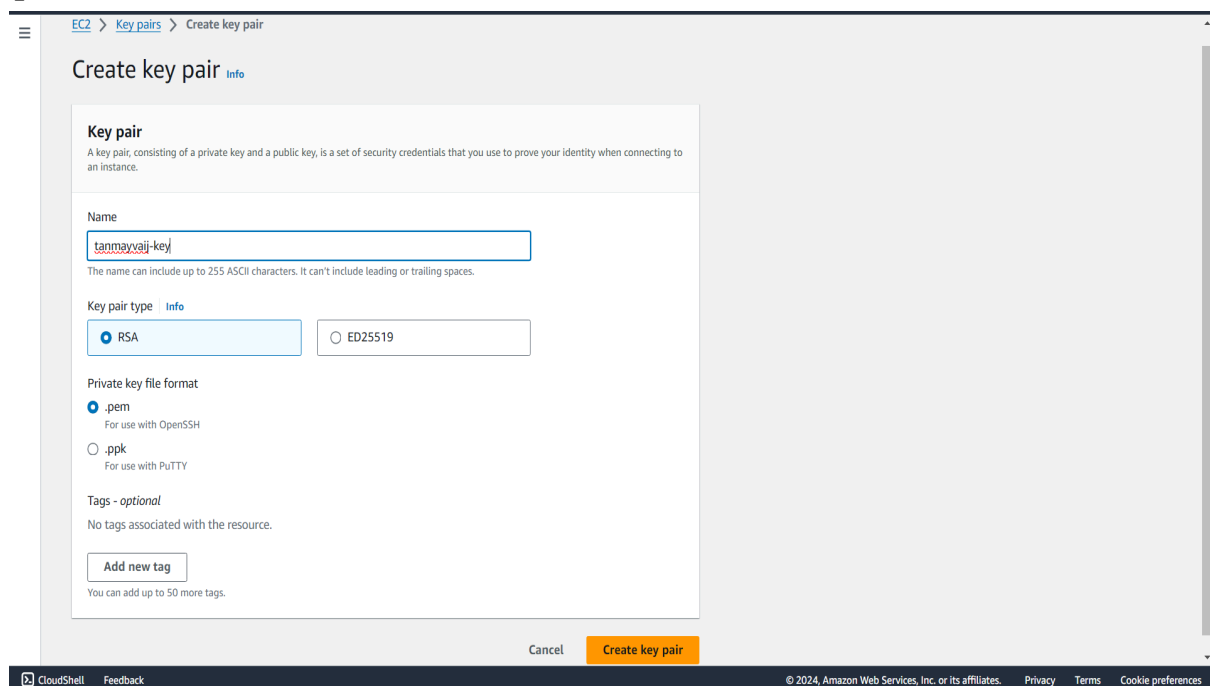 EC2 > Key pairs > Create key pair
Create key pair Info
Key pair
A key pair, consisting of a private key and a public key, is a set of security credentials that you use to prove your identity when connecting to
an instance.
Name
tanmayvaij-key
The name can include up to 255 ASCII characters. It can't include leading or trailing spaces.
Key pair type Info
RSA ED25519
Private key file format
.pem
For use with OpenSSH
.ppk
For use with PuTTY
Tags - optional
No tags associated with the resource.
Add new tag
You can add up to 50 more tags.
Cancel Create key pair
CloudShell Feedback © 2024, Amazon Web Services, Inc. or its affiliates. Privacy Terms Cookie preferences